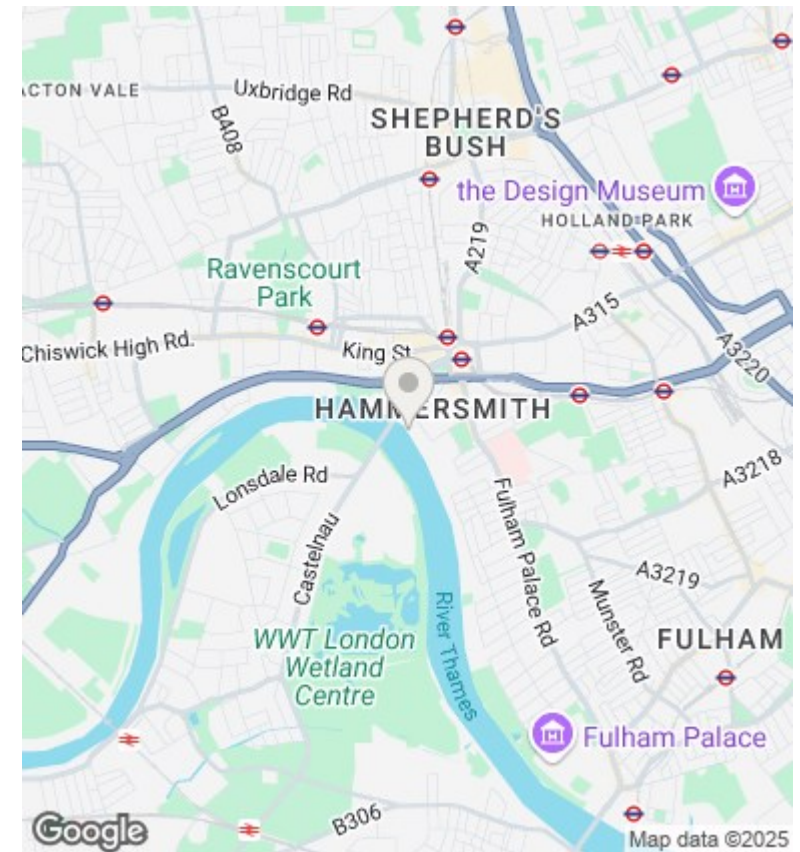 ACTON VALE
Uxbridge Rd
B408
SHEPHERD'S
BUSH
the Design Museum
HOLLAND PARK
A219
Ravenscourt
Park
A315
Chiswick High Rd.
King St
A3220
HAMMERSMITH
Lonsdale Rd
A3218
Castelnau
Fulham Palace Rd
A3219
Munster Rd
River Thames
WWT London
Wetland
Centre
FULHAM
Fulham Palace
B306
Google
Map data ©2025